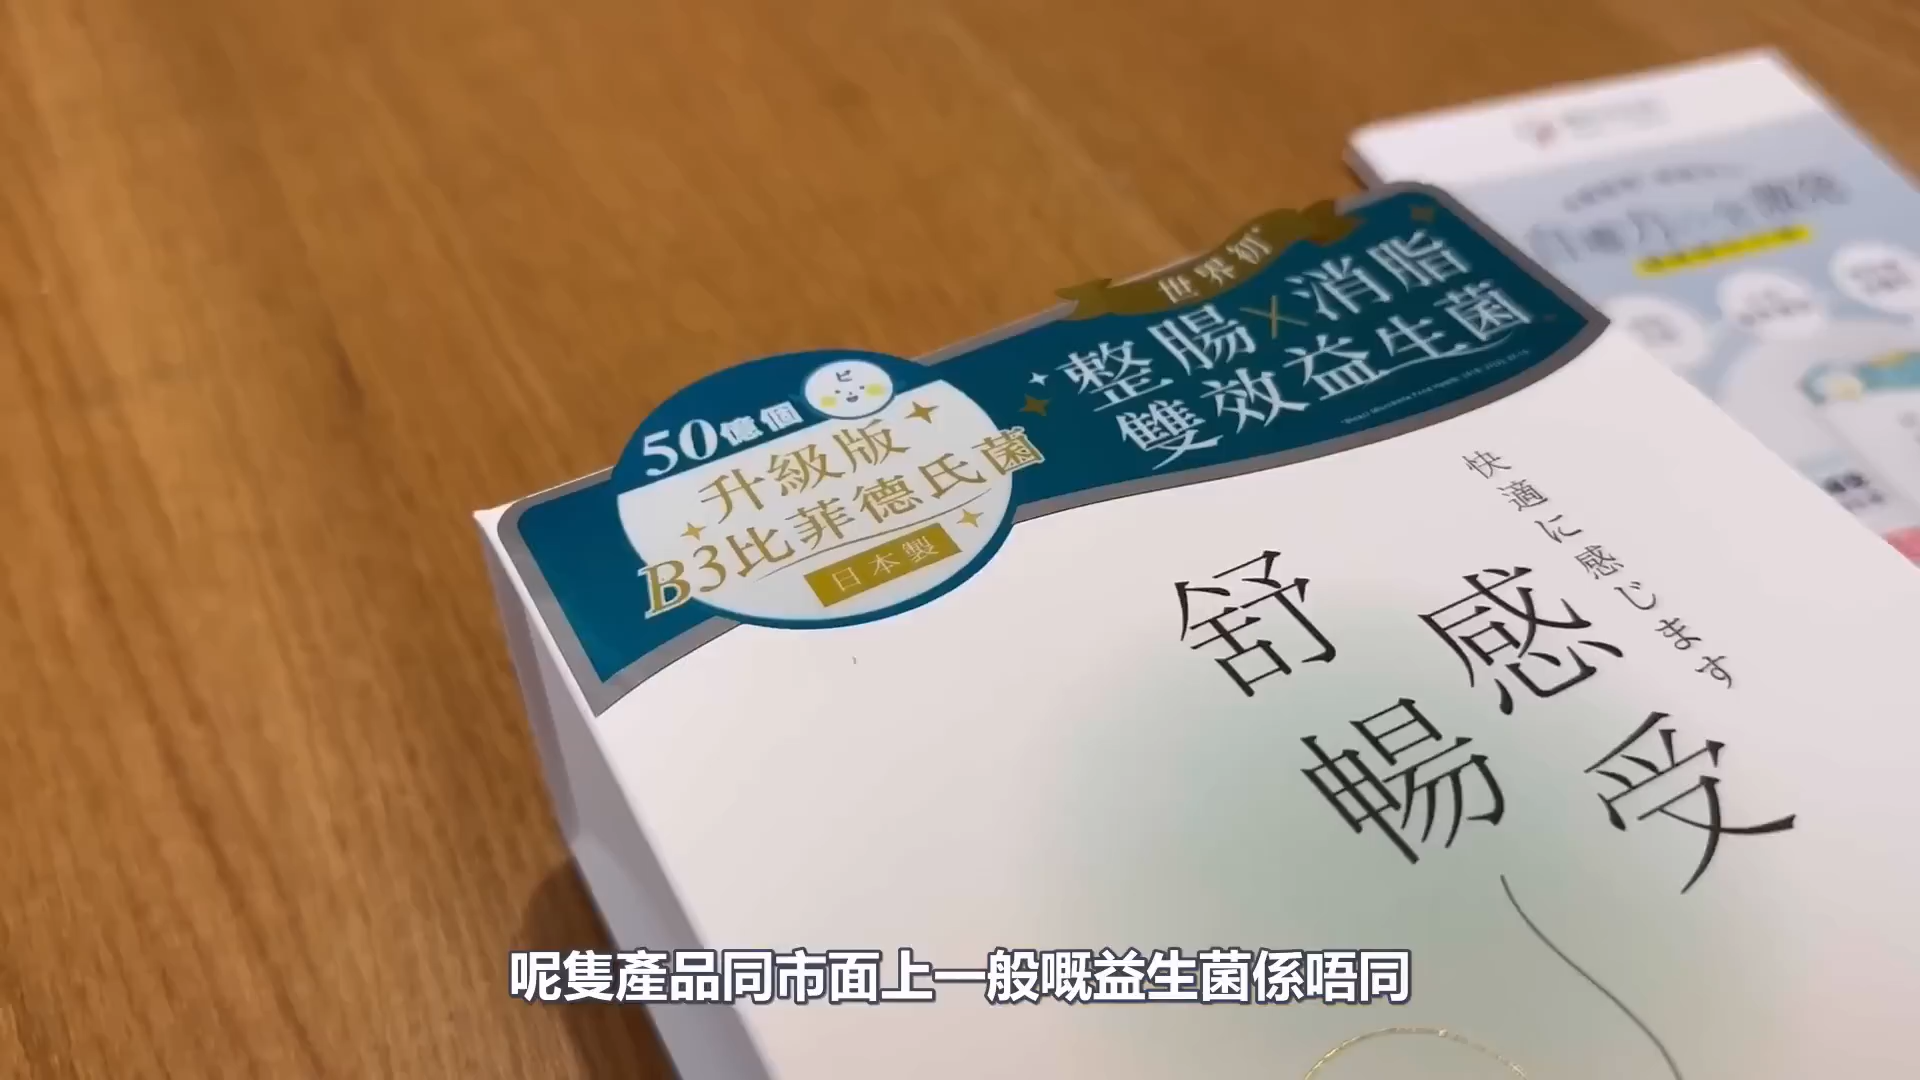 世界初
整腸×消脂
雙效益生菌
50億個
升級版
B3比菲德氏菌
日本製
快適に感じます
舒暢
感受
呢隻產品同市面上一般嘅益生菌係唔同